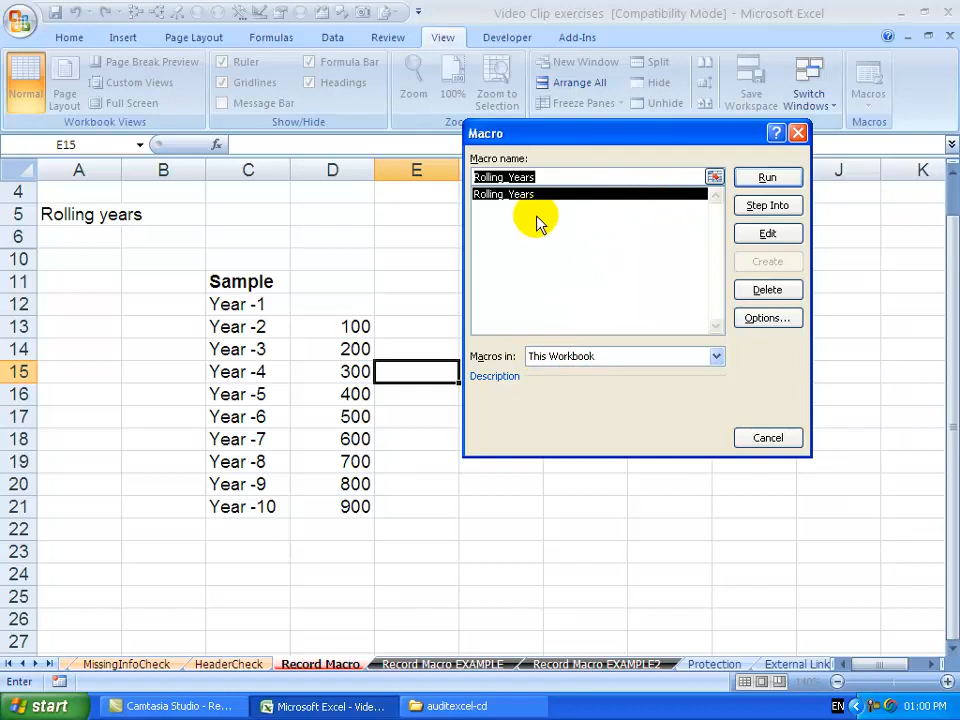 Video Clip exercises [Compatibility Mode] - Microsoft Excel
Home Insert Page Layout Formulas Data Review View Developer Add-Ins
Normal
Page Layout
Page Break Preview
Custom Views
Full Screen
Workbook Views
Ruler
Gridlines
Message Bar
Formula Bar
Headings
Show/Hide
Zoom
100%
Zoom to Selection
Zoo
New Window
Arrange All
Freeze Panes
Split
Hide
Unhide
Save Workspace
Switch Windows
Macros
Macros
E15
fx
A B C D E J K
4
5 Rolling years
6
10
11 Sample
12 Year -1
13 Year -2 100
14 Year -3 200
15 Year -4 300
16 Year -5 400
17 Year -6 500
18 Year -7 600
19 Year -8 700
20 Year -9 800
21 Year -10 900
22
23
24
25
26
27
Macro
Macro name:
Rolling_Years
Rolling_Years
Run
Step Into
Edit
Create
Delete
Options...
Macros in: This Workbook
Description
Cancel
MissingInfoCheck HeaderCheck Record Macro Record Macro EXAMPLE Record Macro EXAMPLE2 Protection External Link
Enter
140%
start
Camtasia Studio - Re...
Microsoft Excel - Vide...
auditexcel-cd
EN
01:00 PM